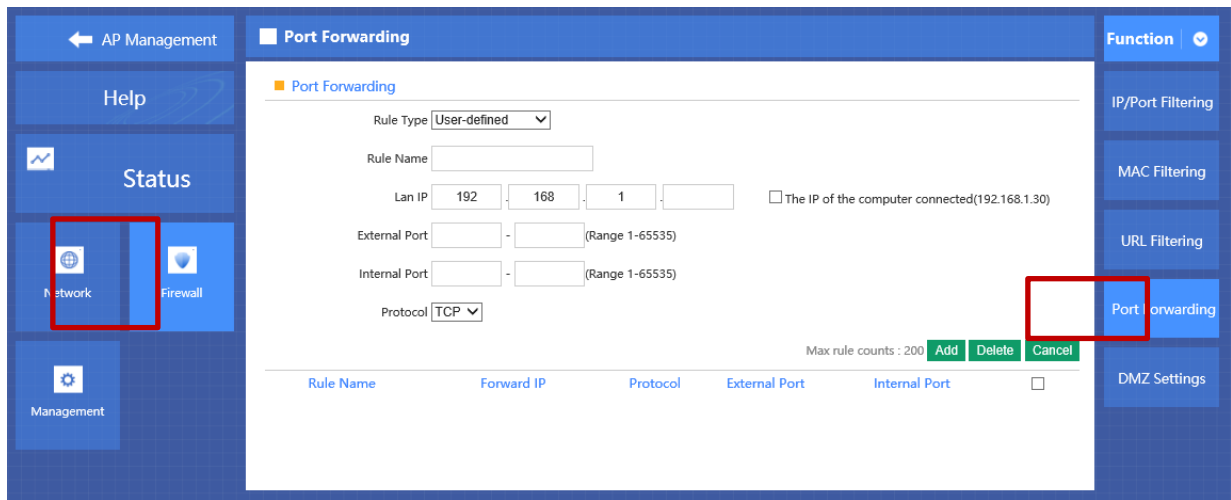 AP Management
Help
Status
Network
Firewall
Management
Port Forwarding
Port Forwarding
Rule Type User-defined
Rule Name
Lan IP 192 . 168 . 1 . The IP of the computer connected(192.168.1.30)
External Port - (Range 1-65535)
Internal Port - (Range 1-65535)
Protocol TCP
Max rule counts : 200 Add Delete Cancel
Rule Name Forward IP Protocol External Port Internal Port
Function
IP/Port Filtering
MAC Filtering
URL Filtering
Port Forwarding
DMZ Settings